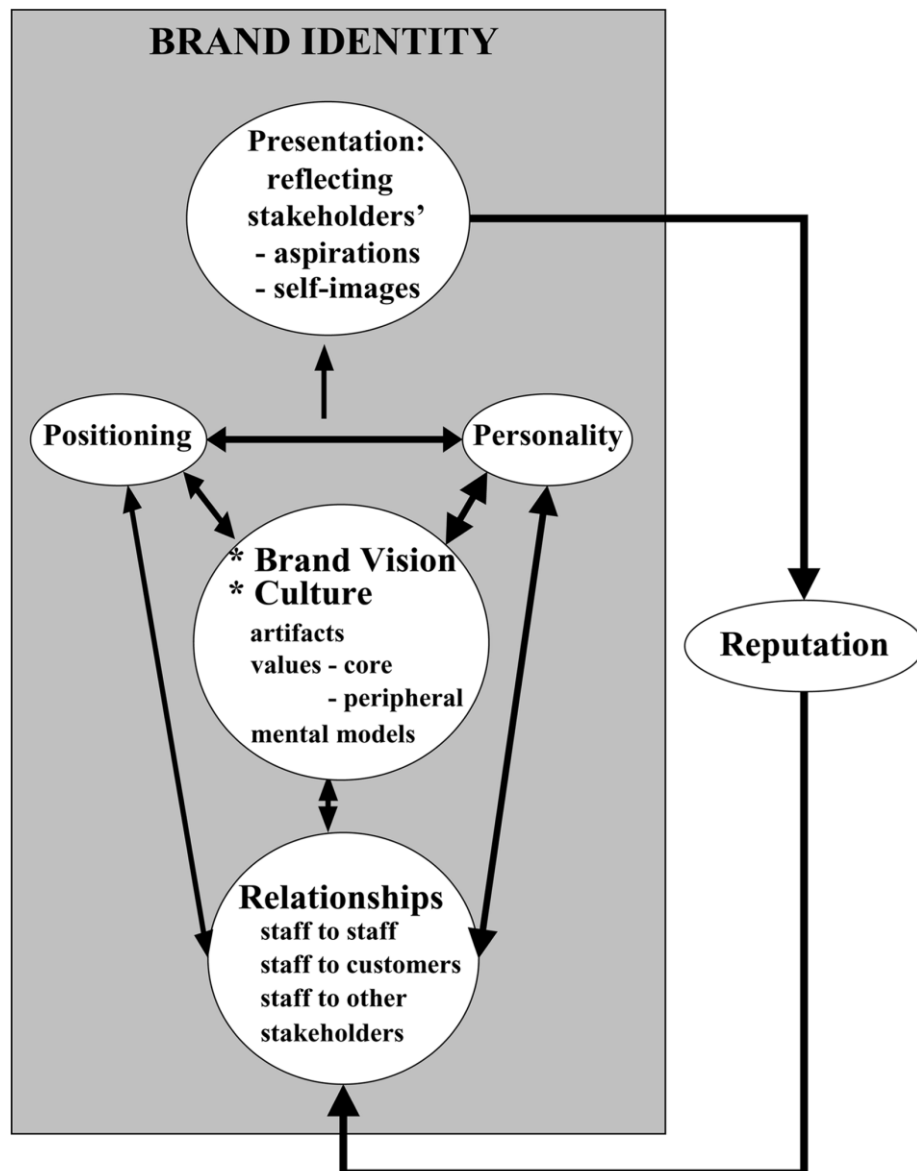 BRAND IDENTITY
Presentation:
reflecting
stakeholders’
- aspirations
- self-images
Positioning
Personality
* Brand Vision
* Culture
artifacts
values - core
- peripheral
mental models
Reputation
Relationships
staff to staff
staff to customers
staff to other
stakeholders